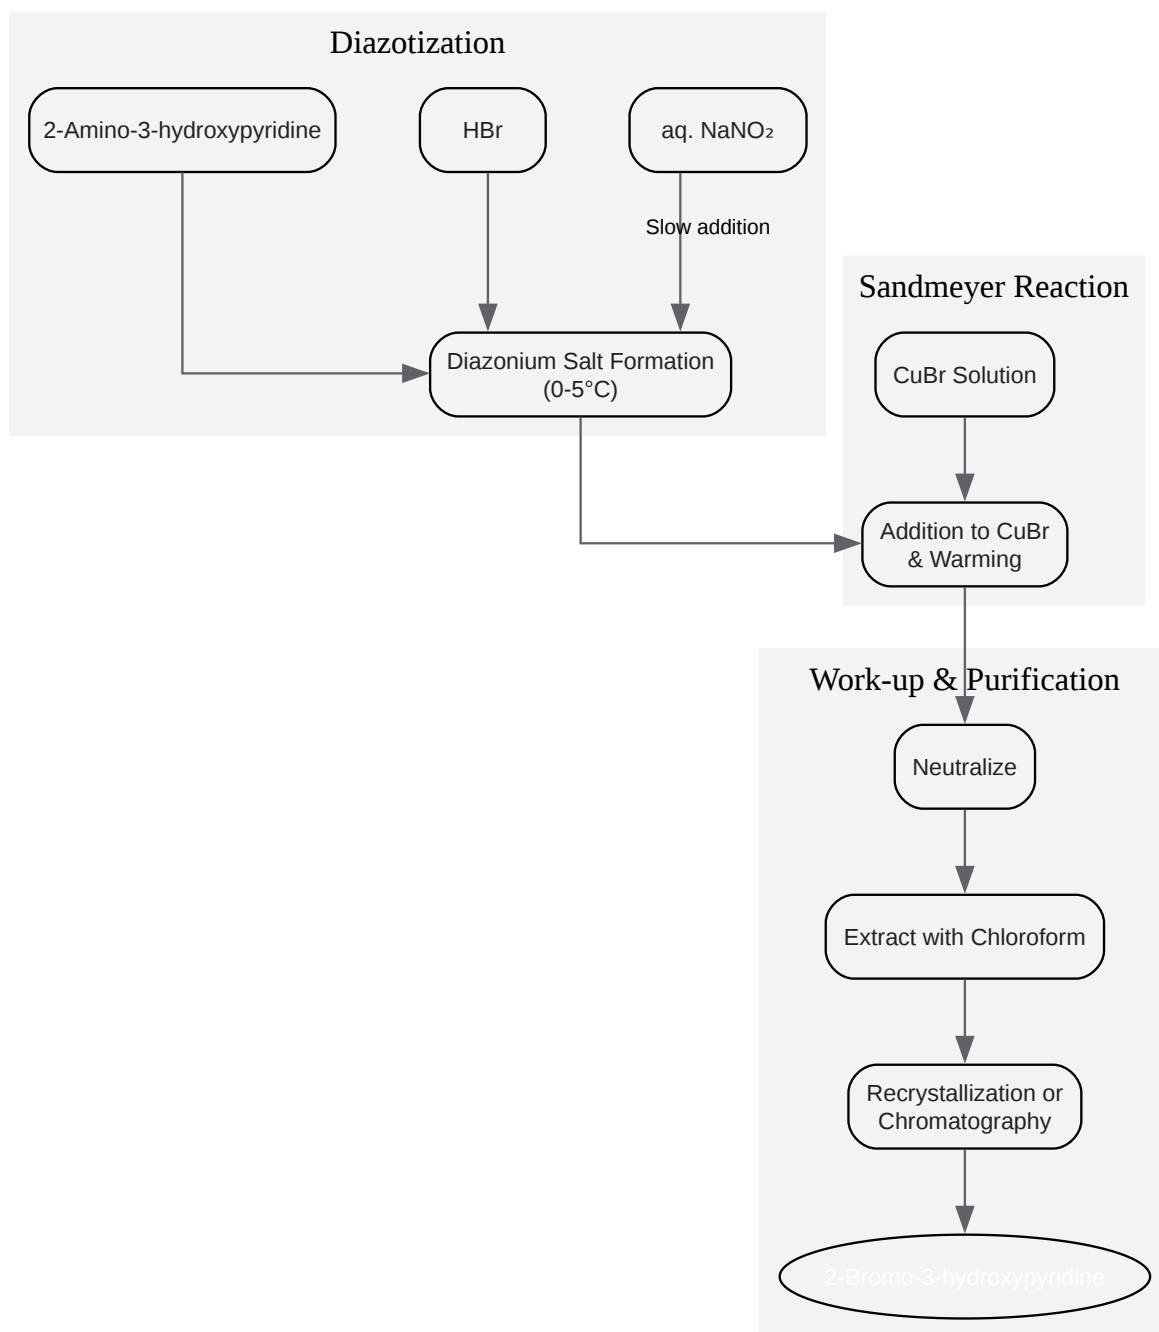 Diazotization
2-Amino-3-hydroxypyridine
HBr
aq. NaNO₂
Slow addition
Diazonium Salt Formation
(0-5°C)
Sandmeyer Reaction
CuBr Solution
Addition to CuBr
& Warming
Work-up & Purification
Neutralize
Extract with Chloroform
Recrystallization or
Chromatography
2-Bromo-3-hydroxypyridine